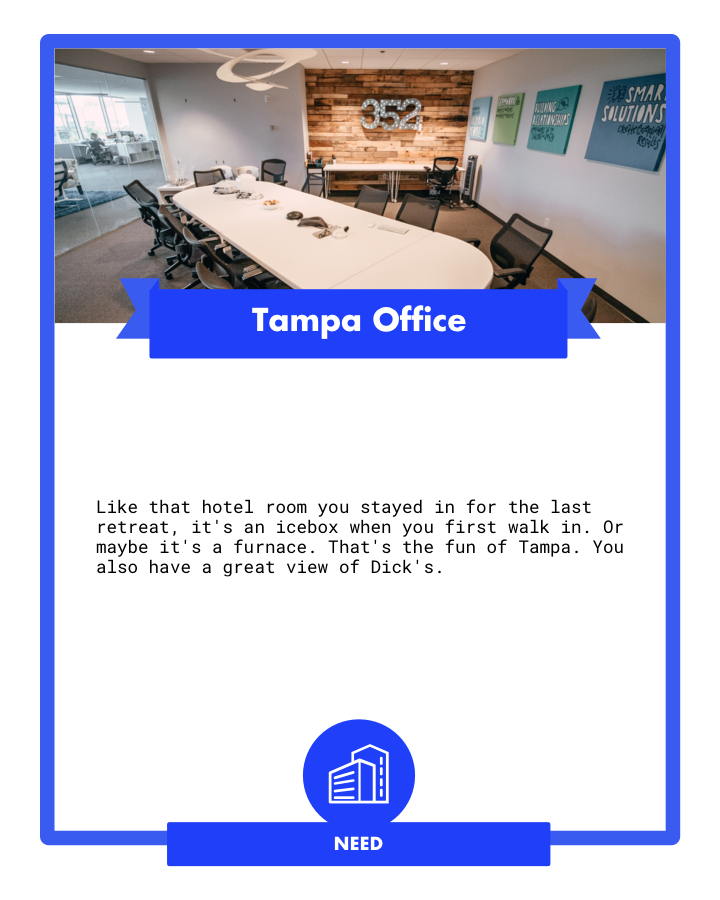 352
SMART
SOLUTIONS
BUILDING
RELATIONSHIPS
Tampa Office
Like that hotel room you stayed in for the last
retreat, it's an icebox when you first walk in. Or
maybe it's a furnace. That's the fun of Tampa. You
also have a great view of Dick's.
NEED